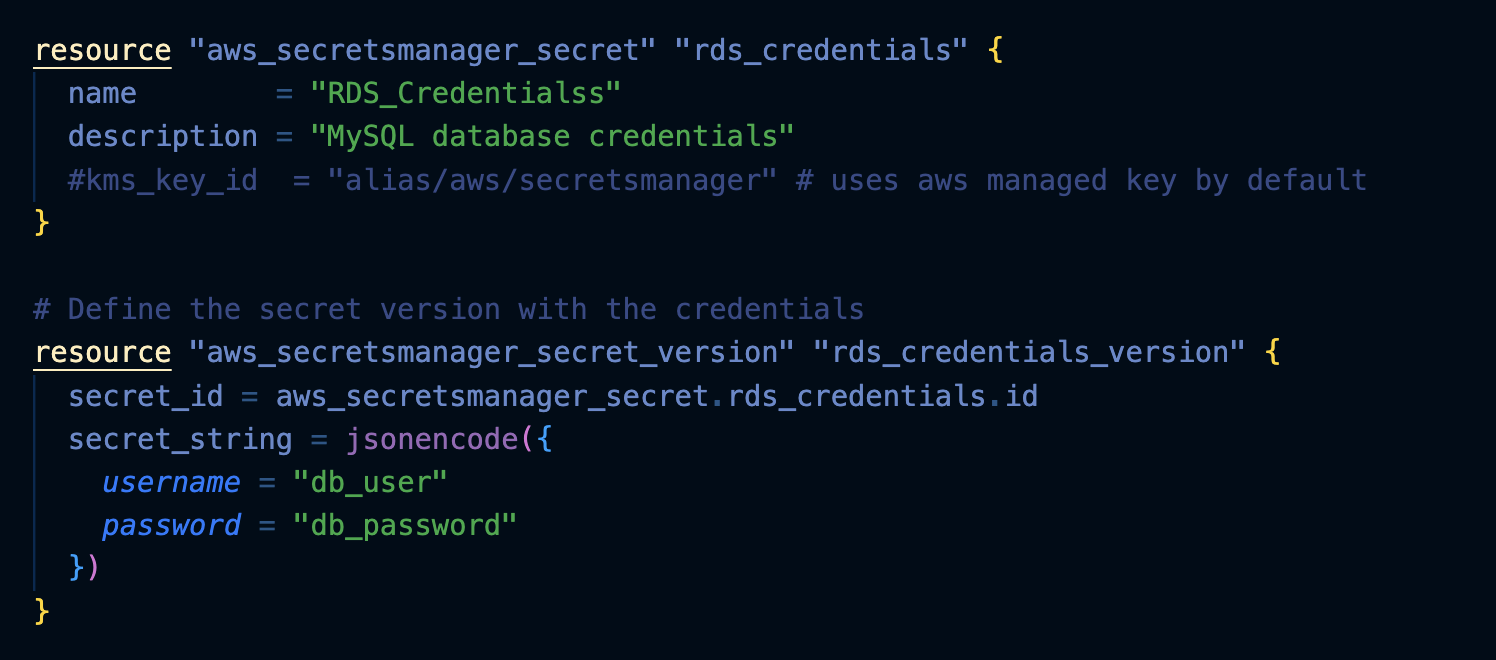 resource "aws_secretsmanager_secret" "rds_credentials" {
  name        = "RDS_Credentialss"
  description = "MySQL database credentials"
  #kms_key_id  = "alias/aws/secretsmanager" # uses aws managed key by default
}

# Define the secret version with the credentials
resource "aws_secretsmanager_secret_version" "rds_credentials_version" {
  secret_id = aws_secretsmanager_secret.rds_credentials.id
  secret_string = jsonencode({
    username = "db_user"
    password = "db_password"
  })
}